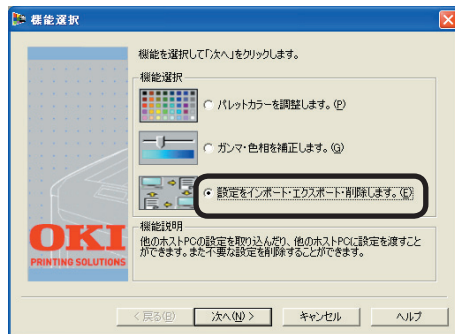 機能選択
機能を選択して「次へ」をクリックします。
機能選択
パレットカラーを調整します。(P)
ガンマ・色相を補正します。(G)
設定をインポート・エクスポート・削除します。(E)
機能説明
他のホストPCの設定を取り込んだり、他のホストPCに設定を渡すこと
ができます。また不要な設定を削除することができます。
OKI
PRINTING SOLUTIONS
< 戻る(B)
次へ(N) >
キャンセル
ヘルプ